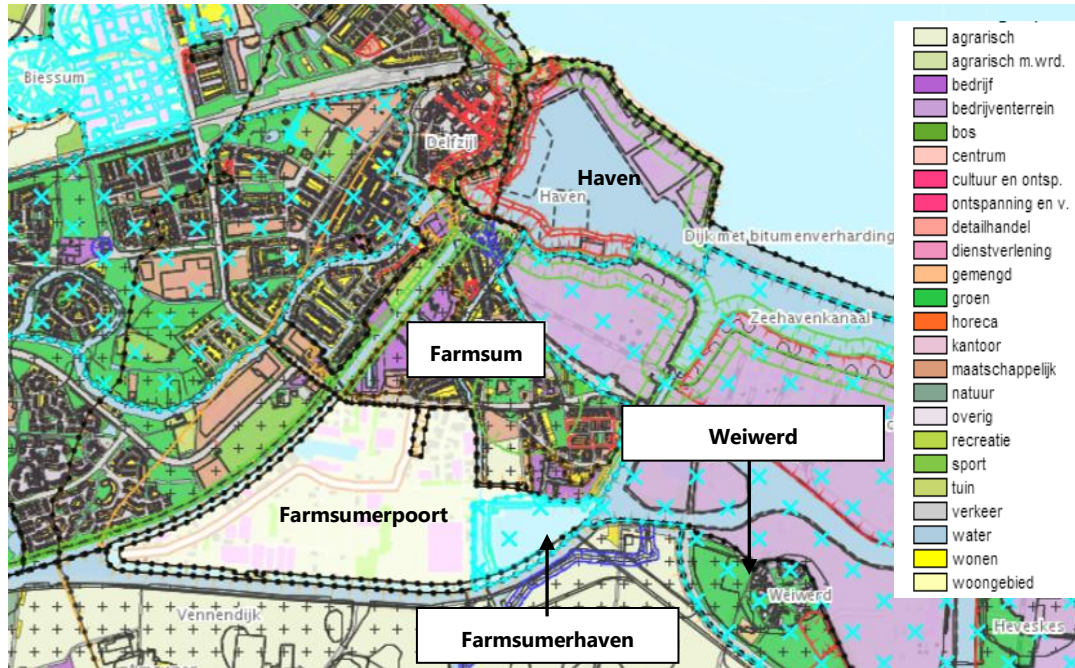 Biessum
Delfzijl
Haven
Haven
Dijk met bitumenverharding
Zeehavenkanaal
Farmsum
Weiwerd
Farmsumerpoort
Weiwerd
Vennendijk
Farmsumerhaven
Heveskes
agrarisch
agrarisch m.wrd.
bedrijf
bedrijventerrein
bos
centrum
cultuur en ontsp.
ontspanning en v.
detailhandel
dienstverlening
gemengd
groen
horeca
kantoor
maatschappelijk
natuur
overig
recreatie
sport
tuin
verkeer
water
wonen
woongebied